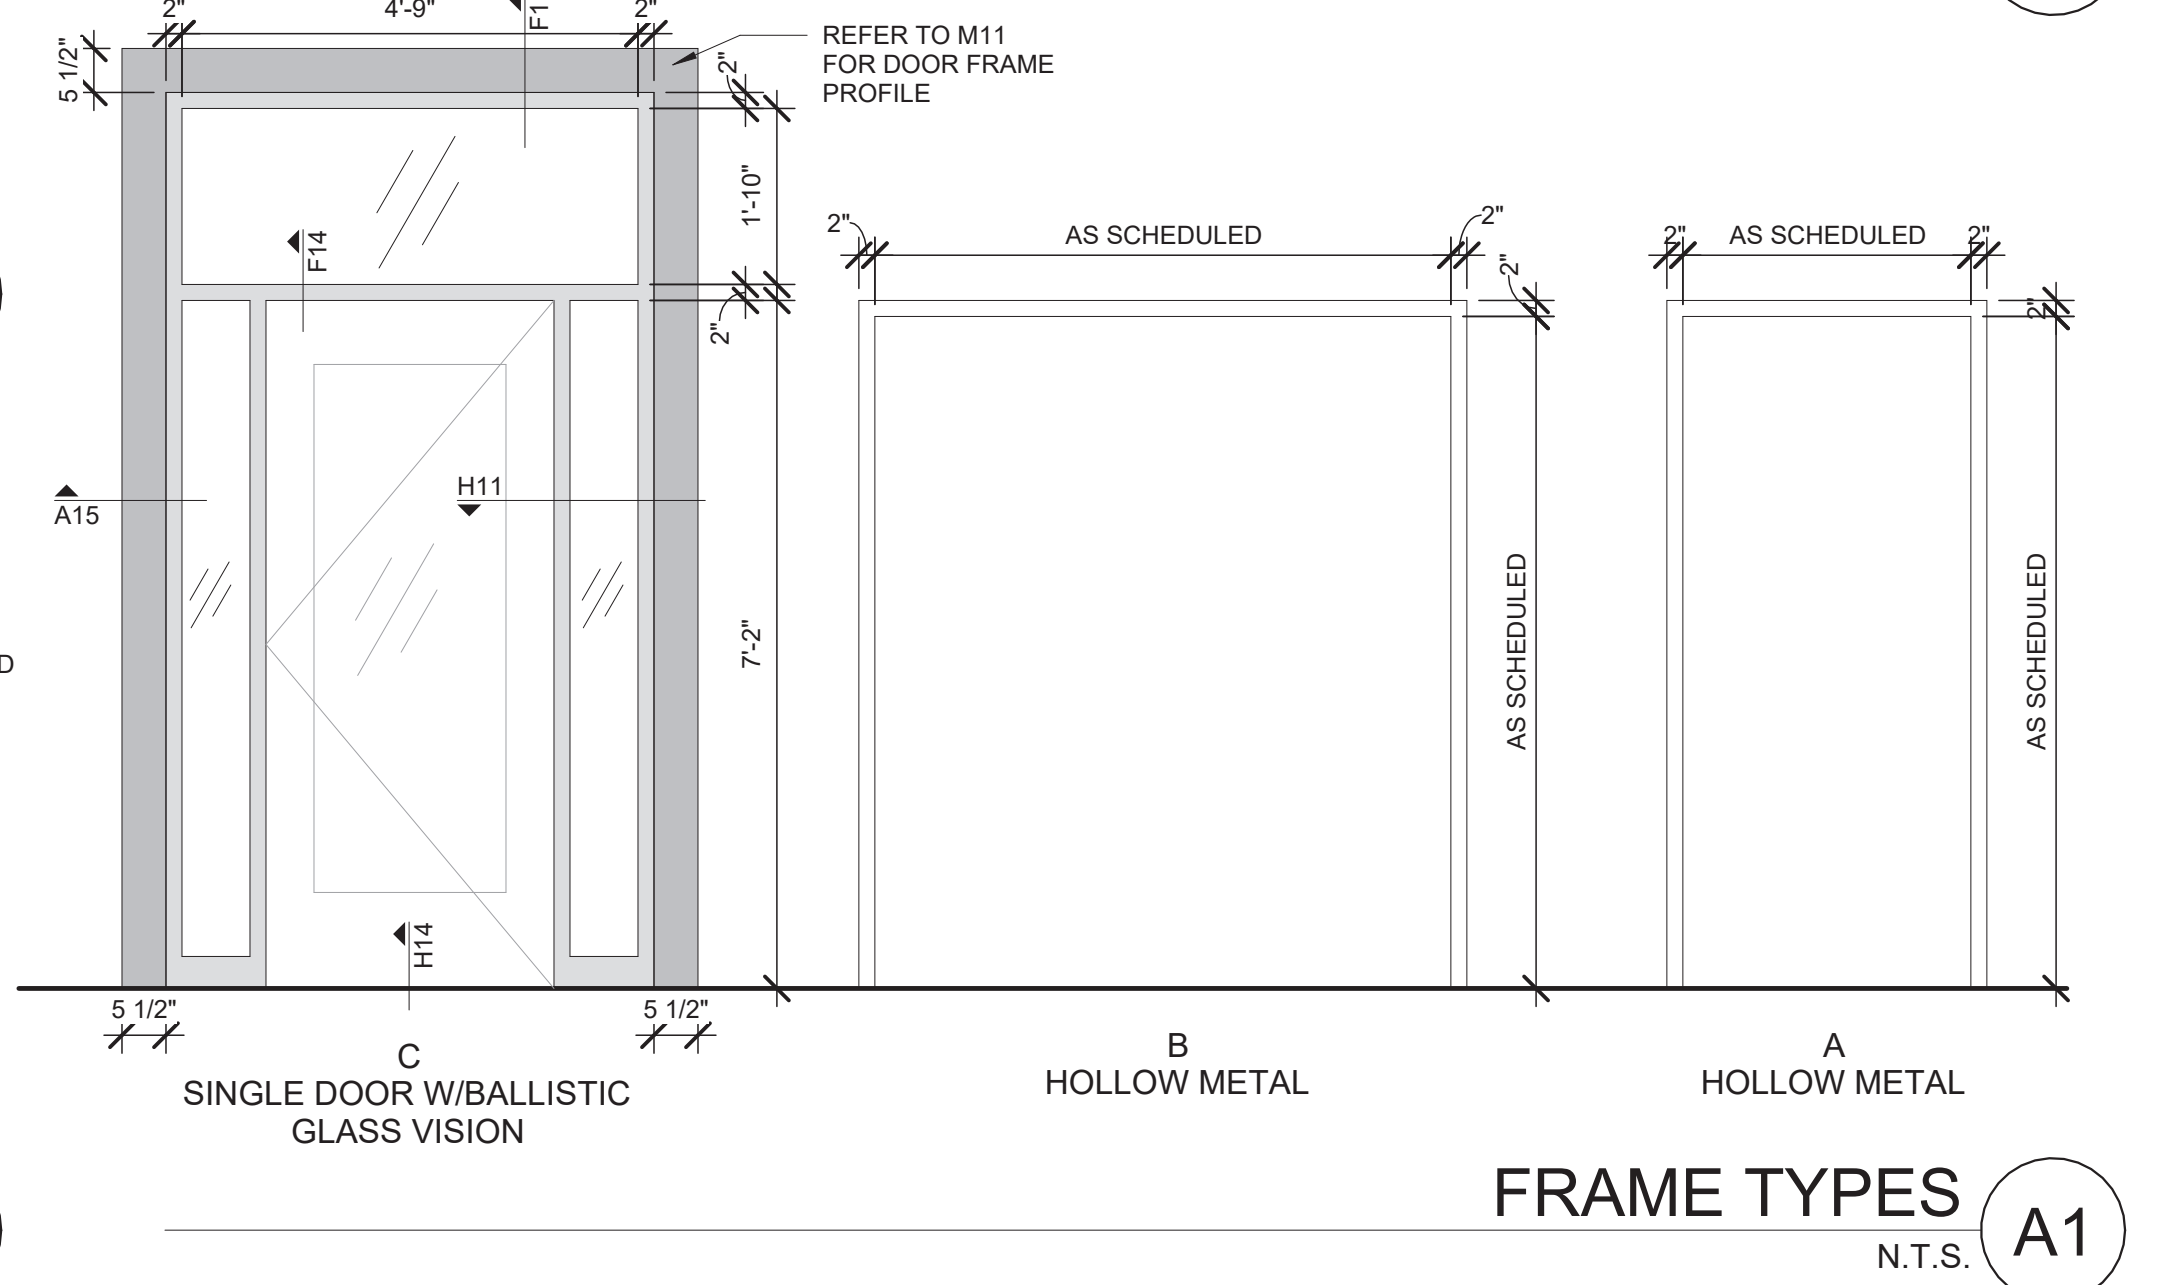 2"
4'-9"
2"
5 1/2"
REFER TO M11
FOR DOOR FRAME
PROFILE
2"
1'-10"
F14
2"
7'-2"
A15
H11
H14
5 1/2"
5 1/2"
C
SINGLE DOOR W/BALLISTIC
GLASS VISION
2"
AS SCHEDULED
2"
2"
AS SCHEDULED
B
HOLLOW METAL
2"
AS SCHEDULED
2"
2"
AS SCHEDULED
A
HOLLOW METAL
FRAME TYPES
A1
N.T.S.